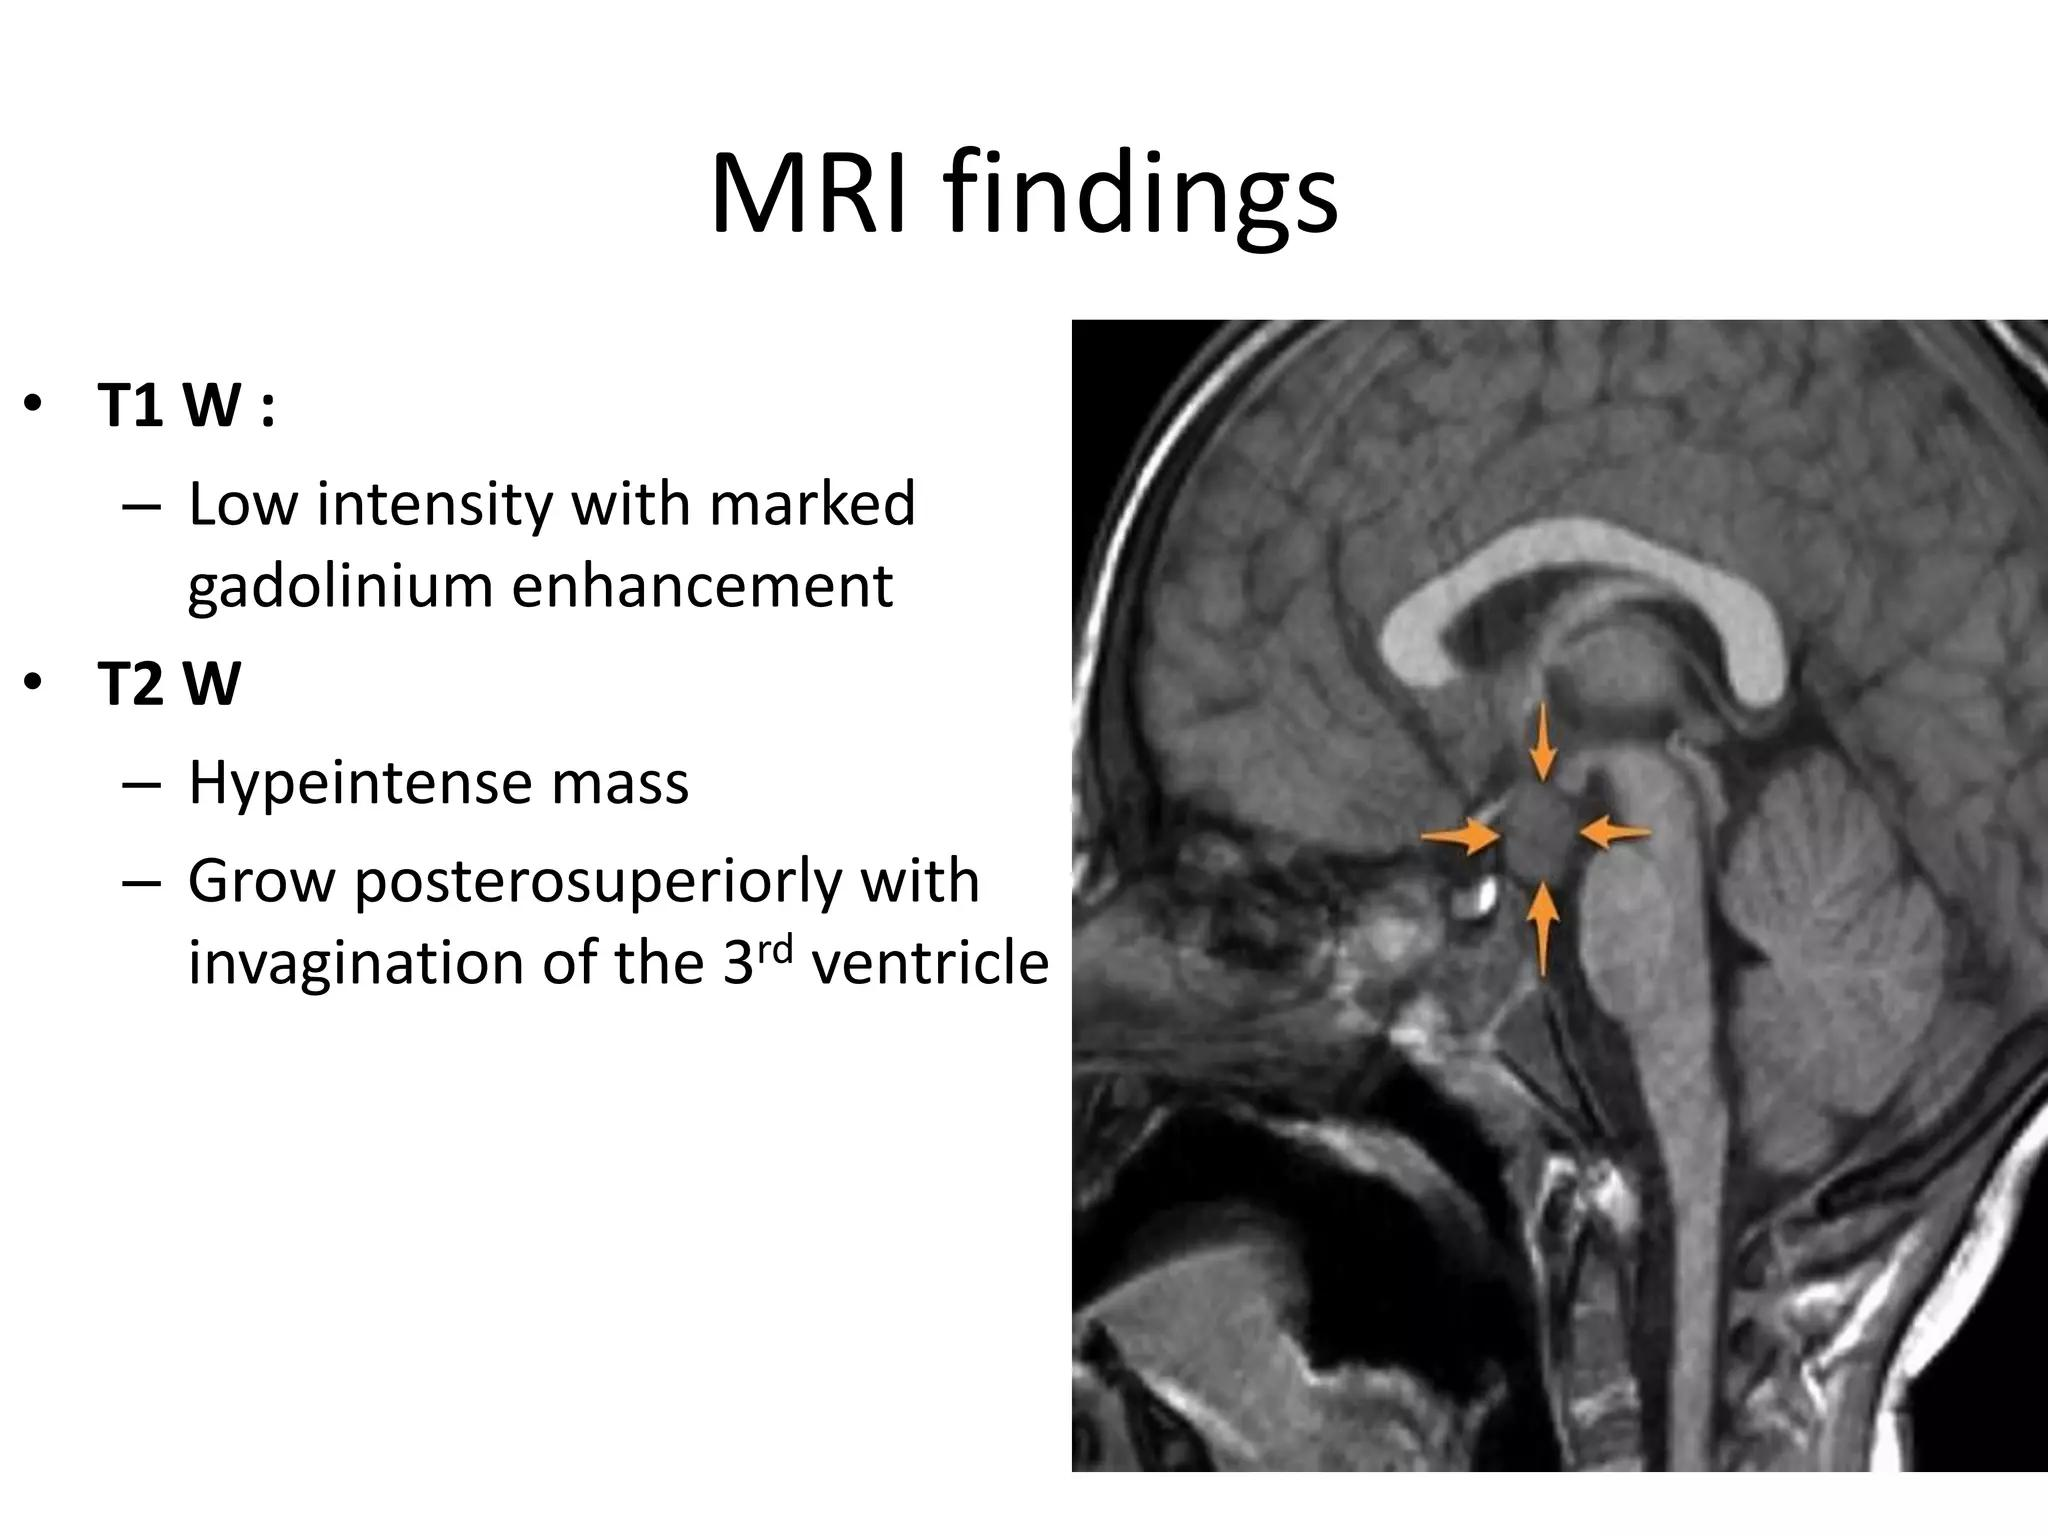 MRI findings
• T1 W :
– Low intensity with marked
gadolinium enhancement
• T2 W
– Hypeintense mass
– Grow posterosuperiorly with
invagination of the 3rd ventricle